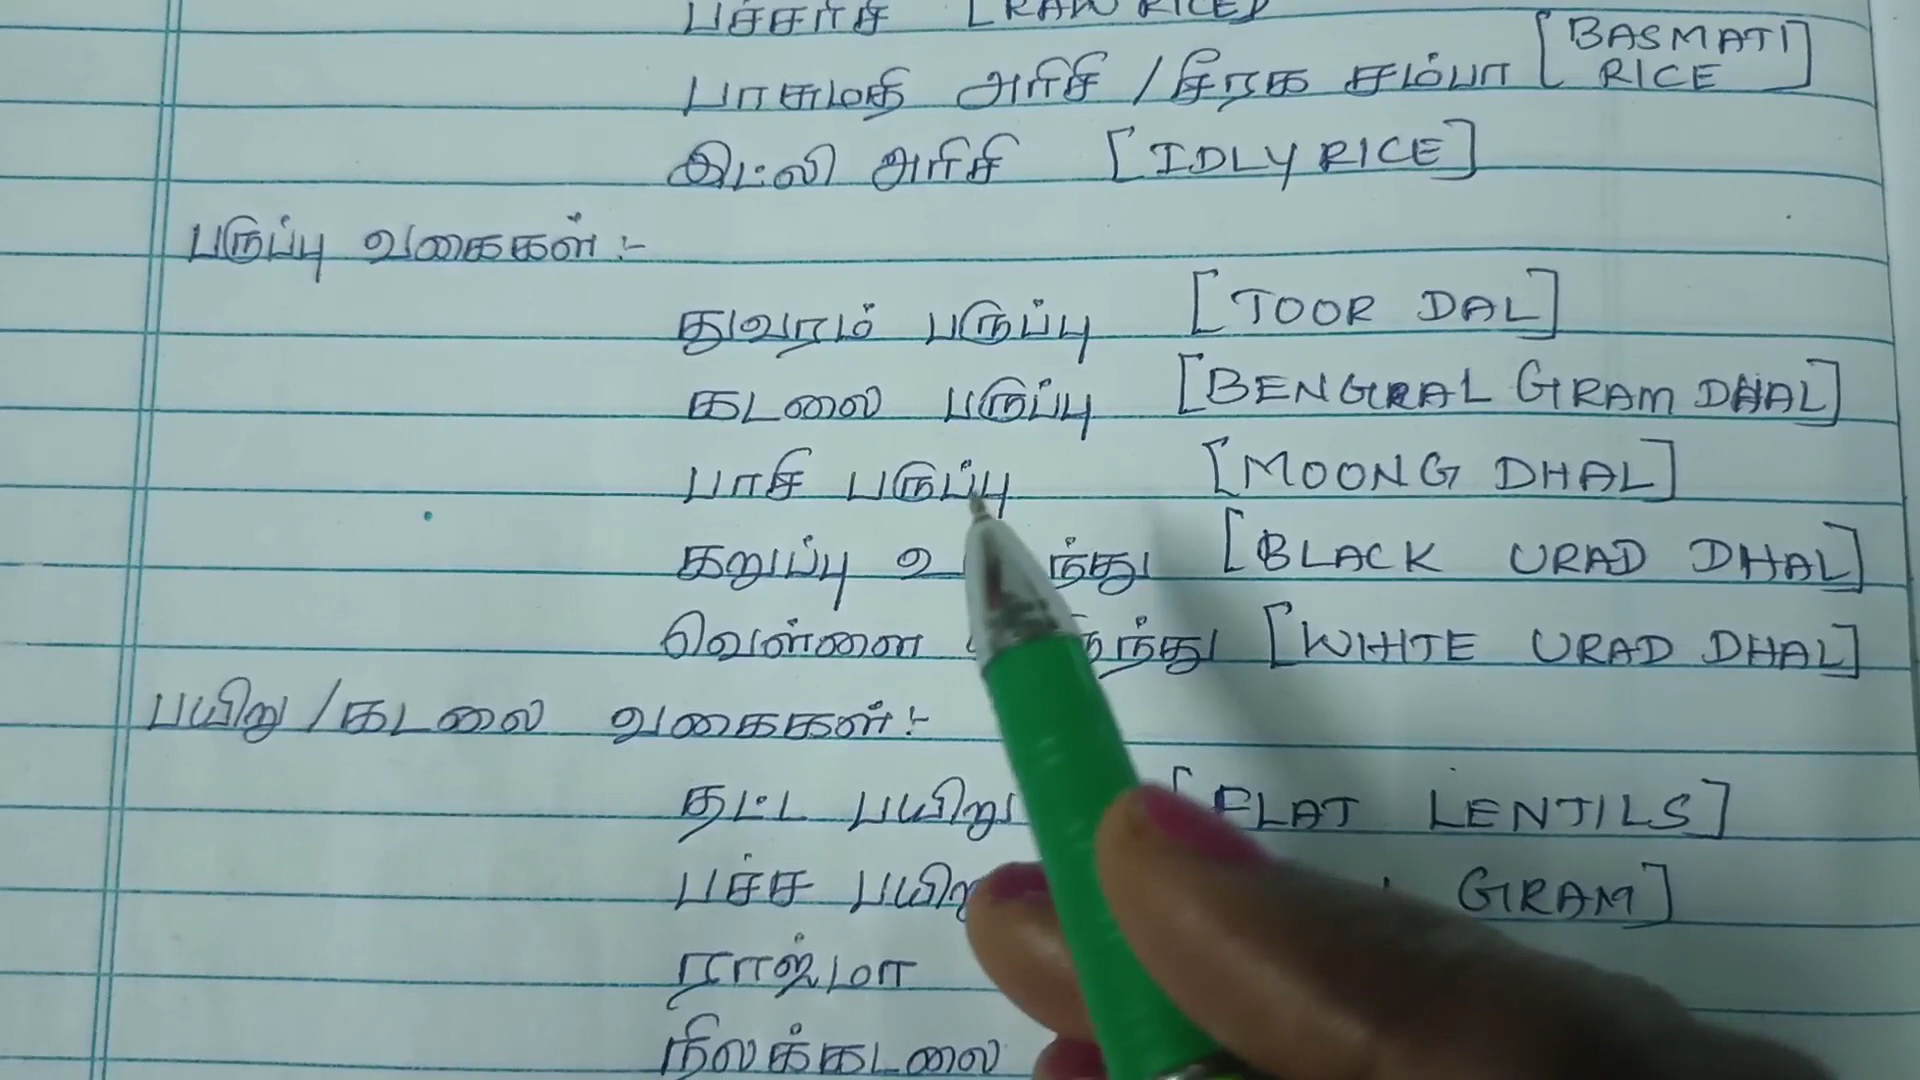 பச்சரிசி [RAW RICE]
பாசுமதி அரிசி / சீரக சம்பா [BASMATI RICE]
இட்லி அரிசி [IDLY RICE]
பருப்பு வகைகள் :-
துவரம் பருப்பு [TOOR DAL]
கடலை பருப்பு [BENGRAL GRAM DHAL]
பாசி பருப்பு [MOONG DHAL]
கறுப்பு [BLACK URAD DHAL]
வெள்ளை [WHITE URAD DHAL]
பயிறு / கடலை வகைகள் :-
தட்ட பயிறு [FLAT LENTILS]
பச்ச பயிறு GRAM]
ராஜ்மா
நிலக்கடலை